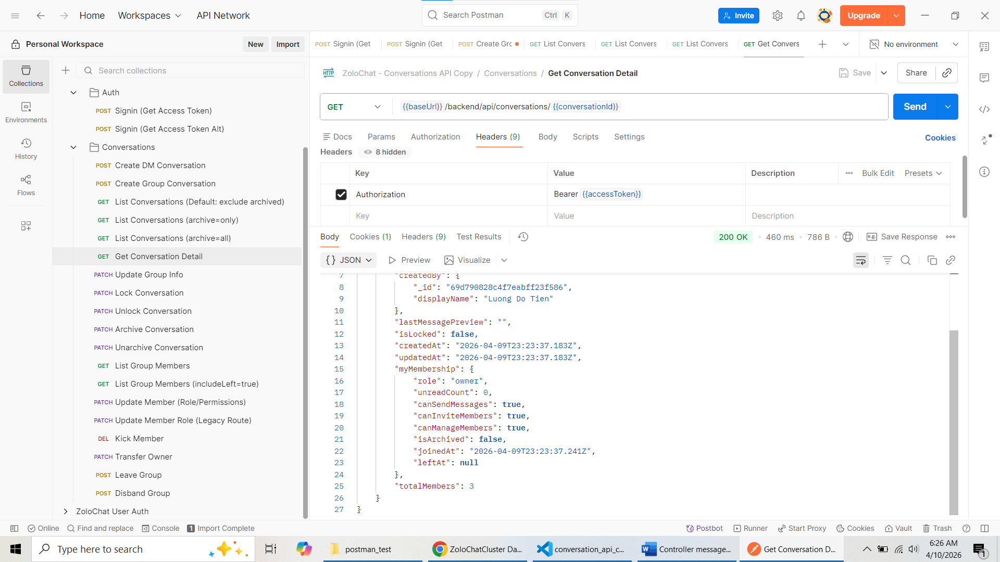 Home Workspaces API Network Search Postman Ctrl K Invite Upgrade
Personal Workspace New Import
POST Signin (Get POST Signin (Get POST Create Grc GET List Convers GET List Convers GET List Convers GET Get Convers No environment
Collections
Environments
History
Flows
Search collections
Auth
POST Signin (Get Access Token)
POST Signin (Get Access Token Alt)
Conversations
POST Create DM Conversation
POST Create Group Conversation
GET List Conversations (Default: exclude archived)
GET List Conversations (archive=only)
GET List Conversations (archive=all)
GET Get Conversation Detail
PATCH Update Group Info
PATCH Lock Conversation
PATCH Unlock Conversation
PATCH Archive Conversation
PATCH Unarchive Conversation
GET List Group Members
GET List Group Members (includeLeft=true)
PATCH Update Member (Role/Permissions)
PATCH Update Member Role (Legacy Route)
DEL Kick Member
PATCH Transfer Owner
POST Leave Group
POST Disband Group
ZoloChat User Auth
HTTP ZoloChat - Conversations API Copy / Conversations / Get Conversation Detail Save Share
GET {{baseUrl}}/backend/api/conversations/{{conversationId}} Send
Docs Params Authorization Headers (9) Body Scripts Settings Cookies
Headers 8 hidden
Key Value Description Bulk Edit Presets
Authorization Bearer {{accessToken}}
Key Value Description
Body Cookies (1) Headers (9) Test Results 200 OK 460 ms 786 B e.g. Save Response
{} JSON Preview Visualize
7 "createdBy": {
8 "_id": "69d790828c4f7eabff23f586",
9 "displayName": "Luong Do Tien"
10 },
11 "lastMessagePreview": "",
12 "isLocked": false,
13 "createdAt": "2026-04-09T23:23:37.183Z",
14 "updatedAt": "2026-04-09T23:23:37.183Z",
15 "myMembership": {
16 "role": "owner",
17 "unreadCount": 0,
18 "canSendMessages": true,
19 "canInviteMembers": true,
20 "canManageMembers": true,
21 "isArchived": false,
22 "joinedAt": "2026-04-09T23:23:37.241Z",
23 "leftAt": null
24 },
25 "totalMembers": 3
26 }
27 }
Online Find and replace Console 1 Import Complete Postbot Runner Start Proxy Cookies Vault Trash
Type here to search postman_test ZoloChatCluster Da... conversation_api_c... Controller message... Get Conversation D... 6:26 AM
4/10/2026 1